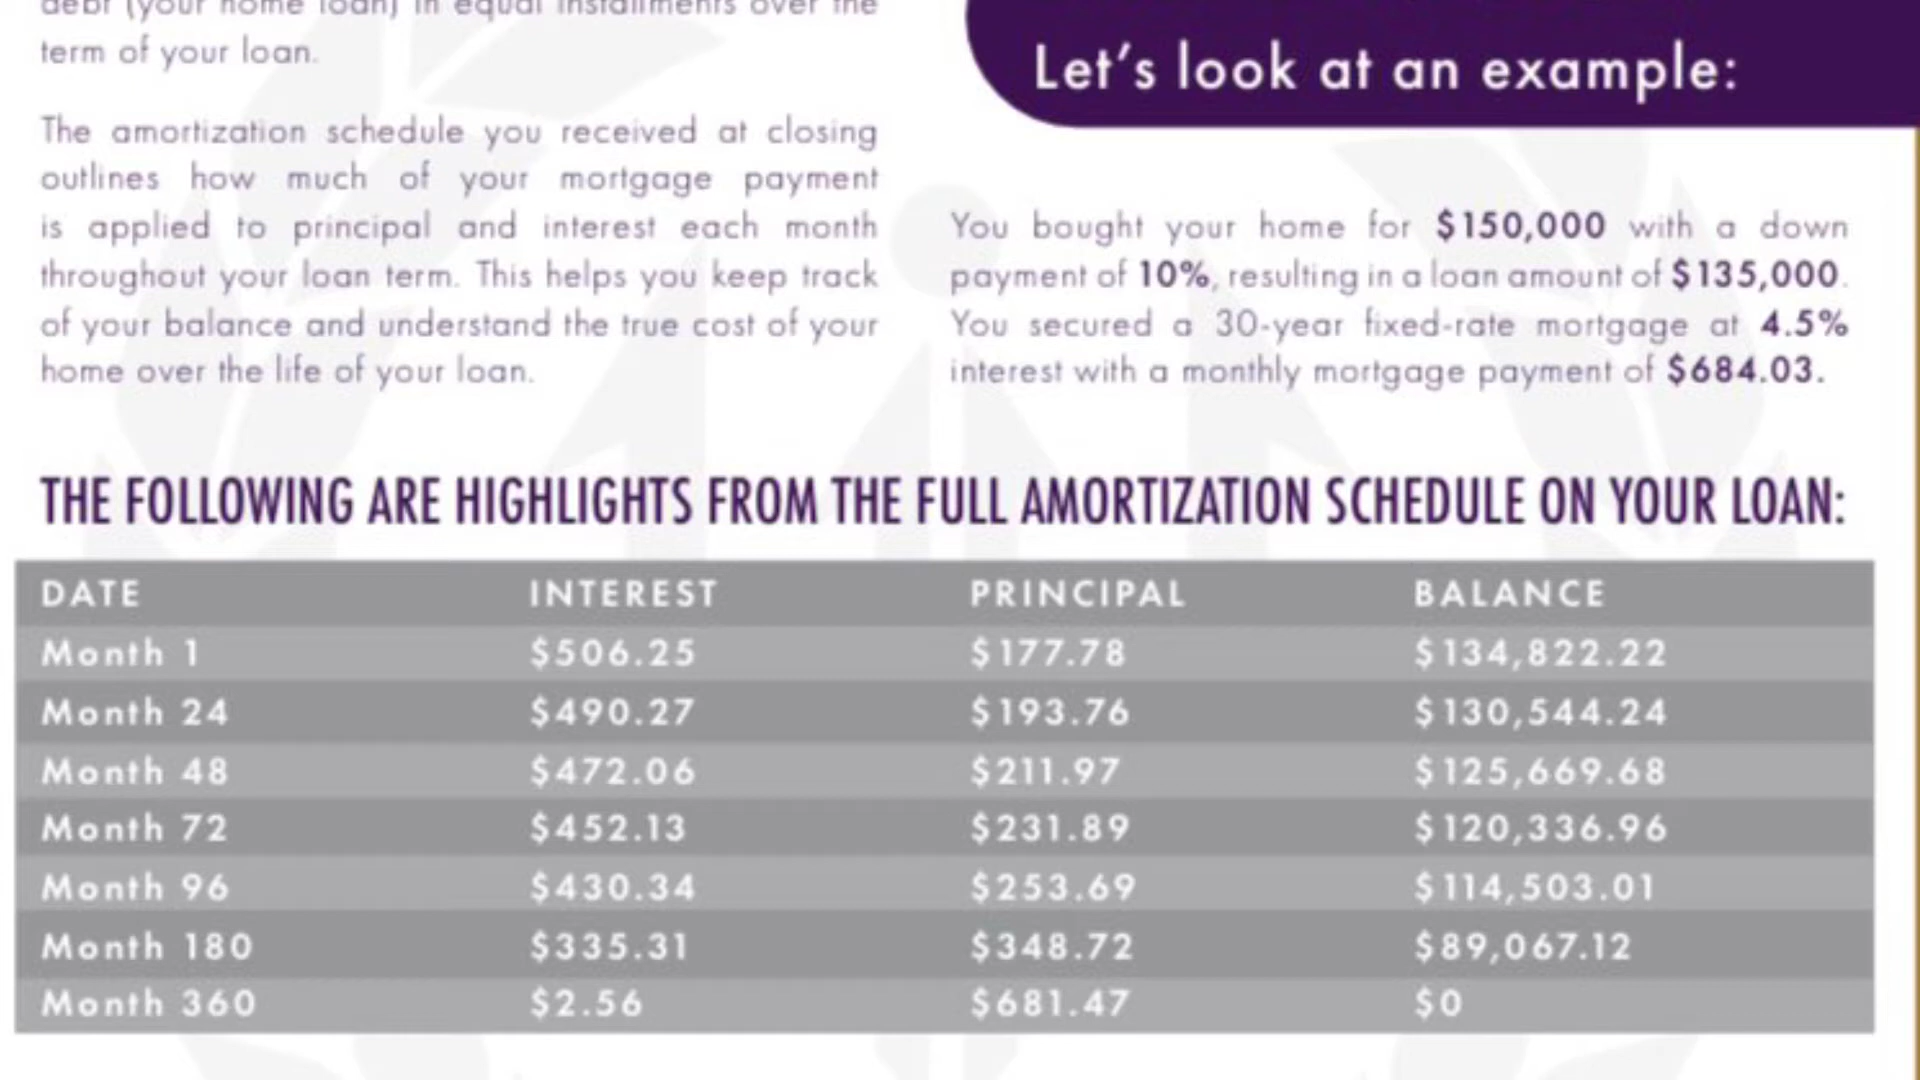 debt (your home loan) in equal installments over the
term of your loan.
The amortization schedule you received at closing
outlines how much of your mortgage payment
is applied to principal and interest each month
throughout your loan term. This helps you keep track
of your balance and understand the true cost of your
home over the life of your loan.
Let's look at an example:
You bought your home for $150,000 with a down
payment of 10%, resulting in a loan amount of $135,000.
You secured a 30-year fixed-rate mortgage at 4.5%
interest with a monthly mortgage payment of $684.03.
THE FOLLOWING ARE HIGHLIGHTS FROM THE FULL AMORTIZATION SCHEDULE ON YOUR LOAN:
DATE INTEREST PRINCIPAL BALANCE
Month 1 $506.25 $177.78 $134,822.22
Month 24 $490.27 $193.76 $130,544.24
Month 48 $472.06 $211.97 $125,669.68
Month 72 $452.13 $231.89 $120,336.96
Month 96 $430.34 $253.69 $114,503.01
Month 180 $335.31 $348.72 $89,067.12
Month 360 $2.56 $681.47 $0